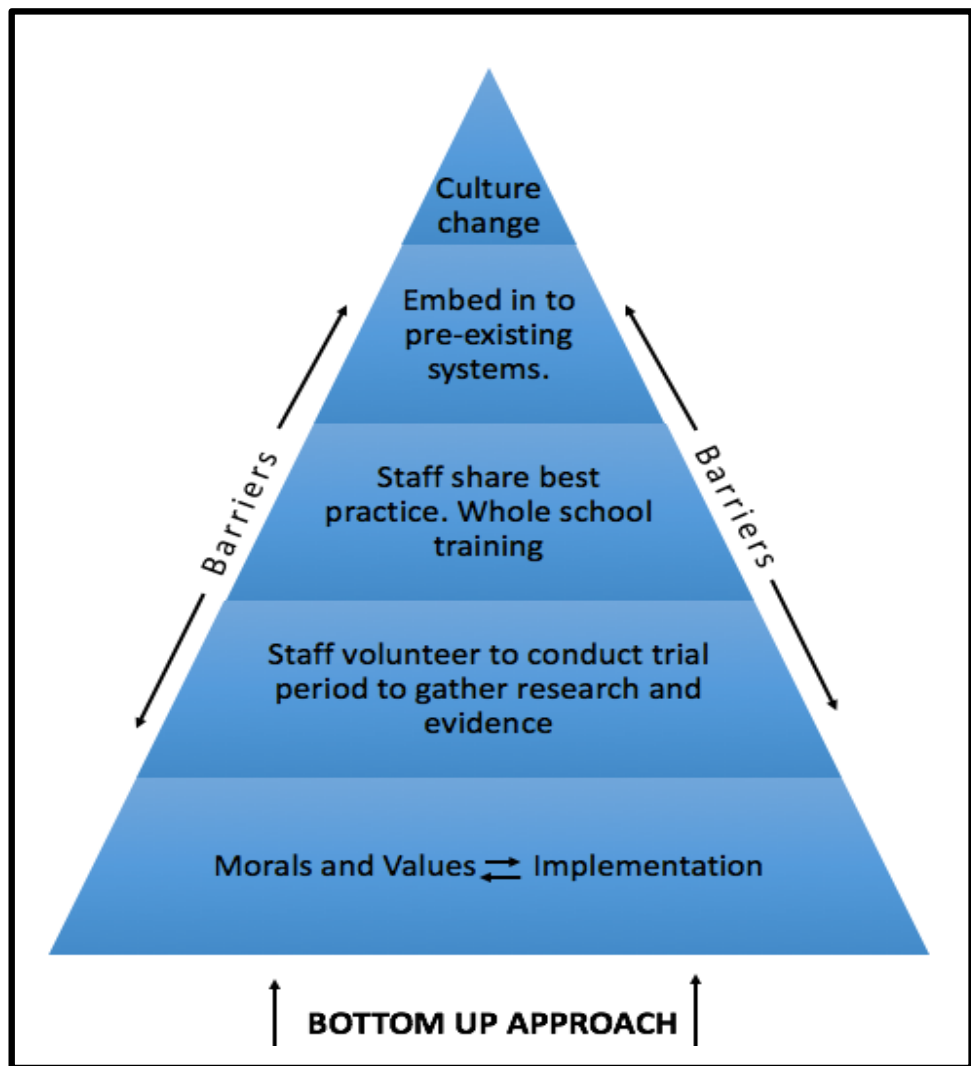 Culture
change
Embed in to
pre-existing
systems.
Barriers
Barriers
Staff share best
practice. Whole school
training
Staff volunteer to conduct trial
period to gather research and
evidence
Morals and Values ⇄ Implementation
BOTTOM UP APPROACH